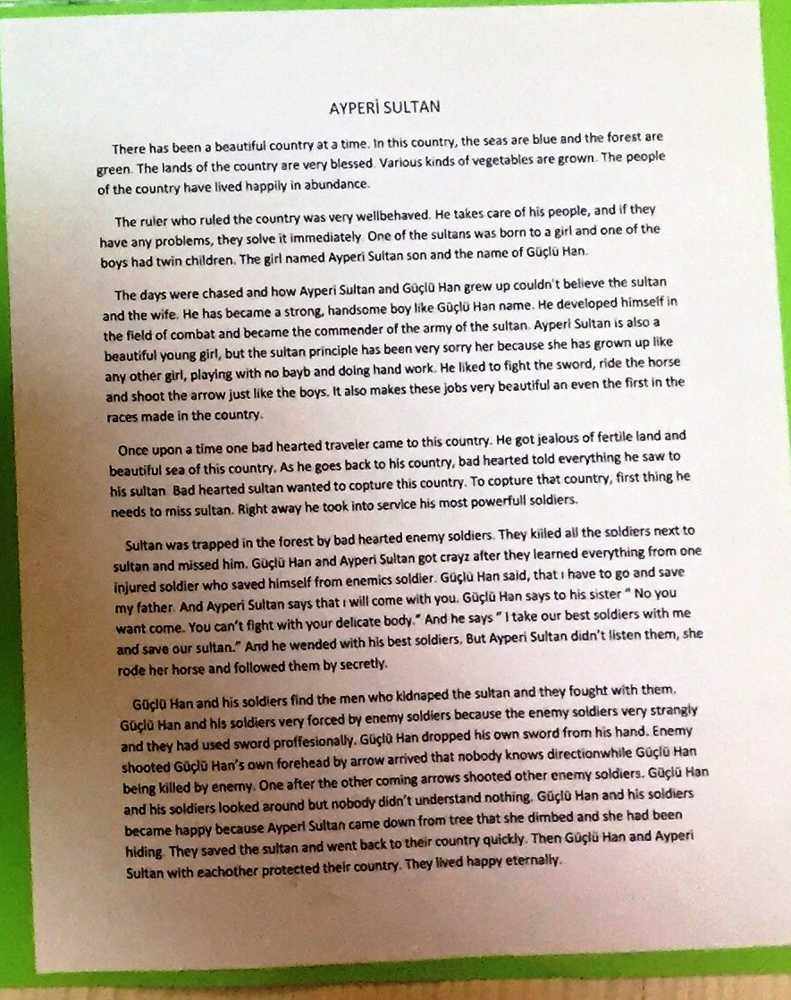 AYPERİ SULTAN
There has been a beautiful country at a time. In this country, the seas are blue and the forest are
green. The lands of the country are very blessed. Various kinds of vegetables are grown. The people
of the country have lived happily in abundance.
The ruler who ruled the country was very wellbehaved. He takes care of his people, and if they
have any problems, they solve it immediately. One of the sultans was born to a girl and one of the
boys had twin children. The girl named Ayperi Sultan son and the name of Güçlü Han.
The days were chased and how Ayperi Sultan and Güçlü Han grew up couldn't believe the sultan
and the wife. He has became a strong, handsome boy like Güçlü Han name. He developed himself in
the field of combat and became the commender of the army of the sultan. Ayperi Sultan is also a
beautiful young girl, but the sultan principle has been very sorry her because she has grown up like
any other girl, playing with no bayb and doing hand work. He liked to fight the sword, ride the horse
and shoot the arrow just like the boys. It also makes these jobs very beautiful an even the first in the
races made in the country.
Once upon a time one bad hearted traveler came to this country. He got jealous of fertile land and
beautiful sea of this country. As he goes back to his country, bad hearted told everything he saw to
his sultan. Bad hearted sultan wanted to copture this country. To copture that country, first thing he
needs to miss sultan. Right away he took into service his most powerfull soldiers.
Sultan was trapped in the forest by bad hearted enemy soldiers. They killed all the soldiers next to
sultan and missed him. Güçlü Han and Ayperi Sultan got crayz after they learned everything from one
injured soldier who saved himself from enemics soldier. Güçlü Han said, that ı have to go and save
my father. And Ayperi Sultan says that ı will come with you. Güçlü Han says to his sister " No you
want come. You can't fight with your delicate body." And he says " I take our best soldiers with me
and save our sultan." And he wended with his best soldiers. But Ayperi Sultan didn't listen them, she
rode her horse and followed them by secretly.
Güçlü Han and his soldiers find the men who kidnaped the sultan and they fought with them.
Güçlü Han and his soldiers very forced by enemy soldiers because the enemy soldiers very strangly
and they had used sword proffesionally. Güçlü Han dropped his own sword from his hand. Enemy
shooted Güçlü Han's own forehead by arrow arrived that nobody knows directionwhile Güçlü Han
being killed by enemy. One after the other coming arrows shooted other enemy soldiers. Güçlü Han
and his soldiers looked around but nobody didn't understand nothing. Güçlü Han and his soldiers
became happy because Ayperi Sultan came down from tree that she dimbed and she had been
hiding. They saved the sultan and went back to their country quickly. Then Güçlü Han and Ayperi
Sultan with eachother protected their country. They lived happy eternally.